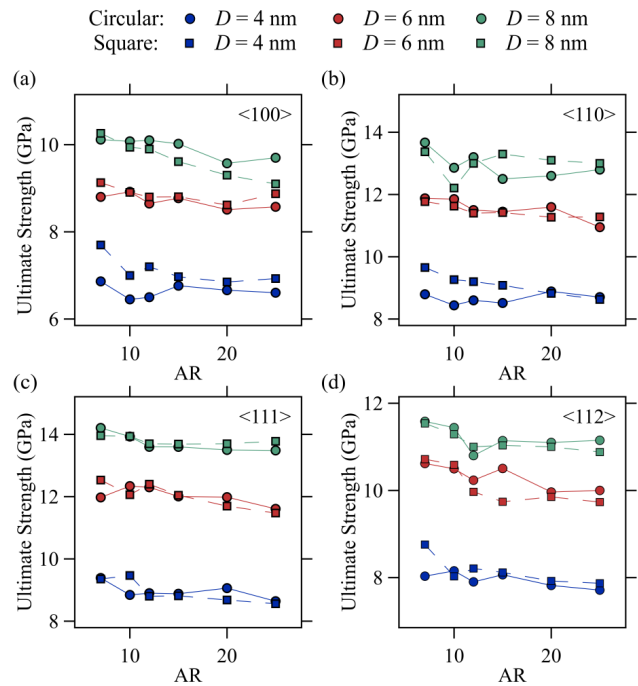 Circular: D = 4 nm D = 6 nm D = 8 nm
Square: D = 4 nm D = 6 nm D = 8 nm
(a)
<100>
Ultimate Strength (GPa)
10
8
6
10 20
AR
(b)
<110>
Ultimate Strength (GPa)
14
12
10
8
10 20
AR
(c)
<111>
Ultimate Strength (GPa)
14
12
10
8
10 20
AR
(d)
<112>
Ultimate Strength (GPa)
12
10
8
10 20
AR